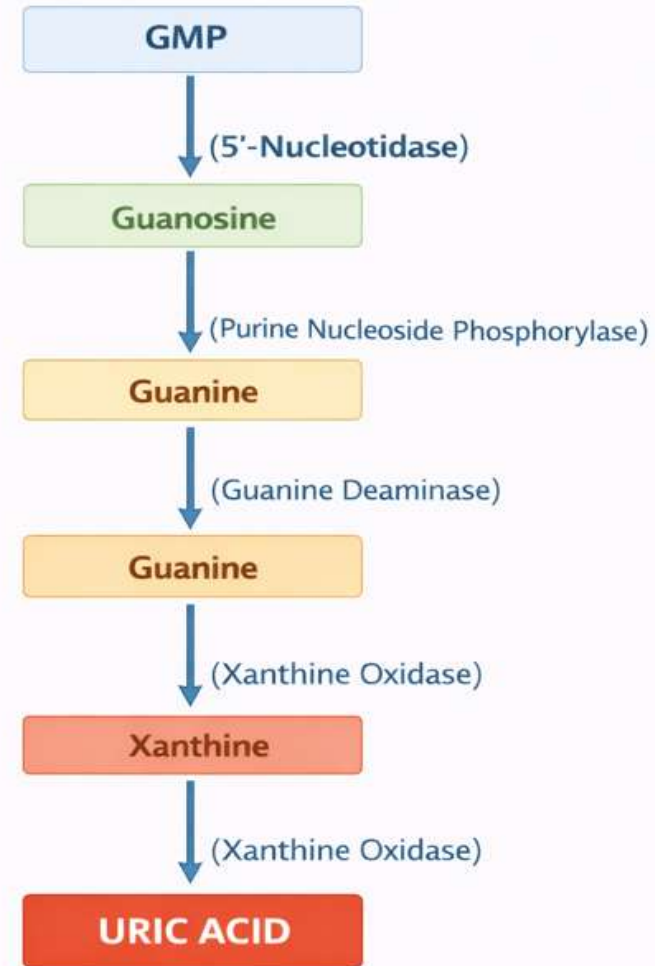 GMP
(5'-Nucleotidase)
Guanosine
(Purine Nucleoside Phosphorylase)
Guanine
(Guanine Deaminase)
Guanine
(Xanthine Oxidase)
Xanthine
(Xanthine Oxidase)
URIC ACID